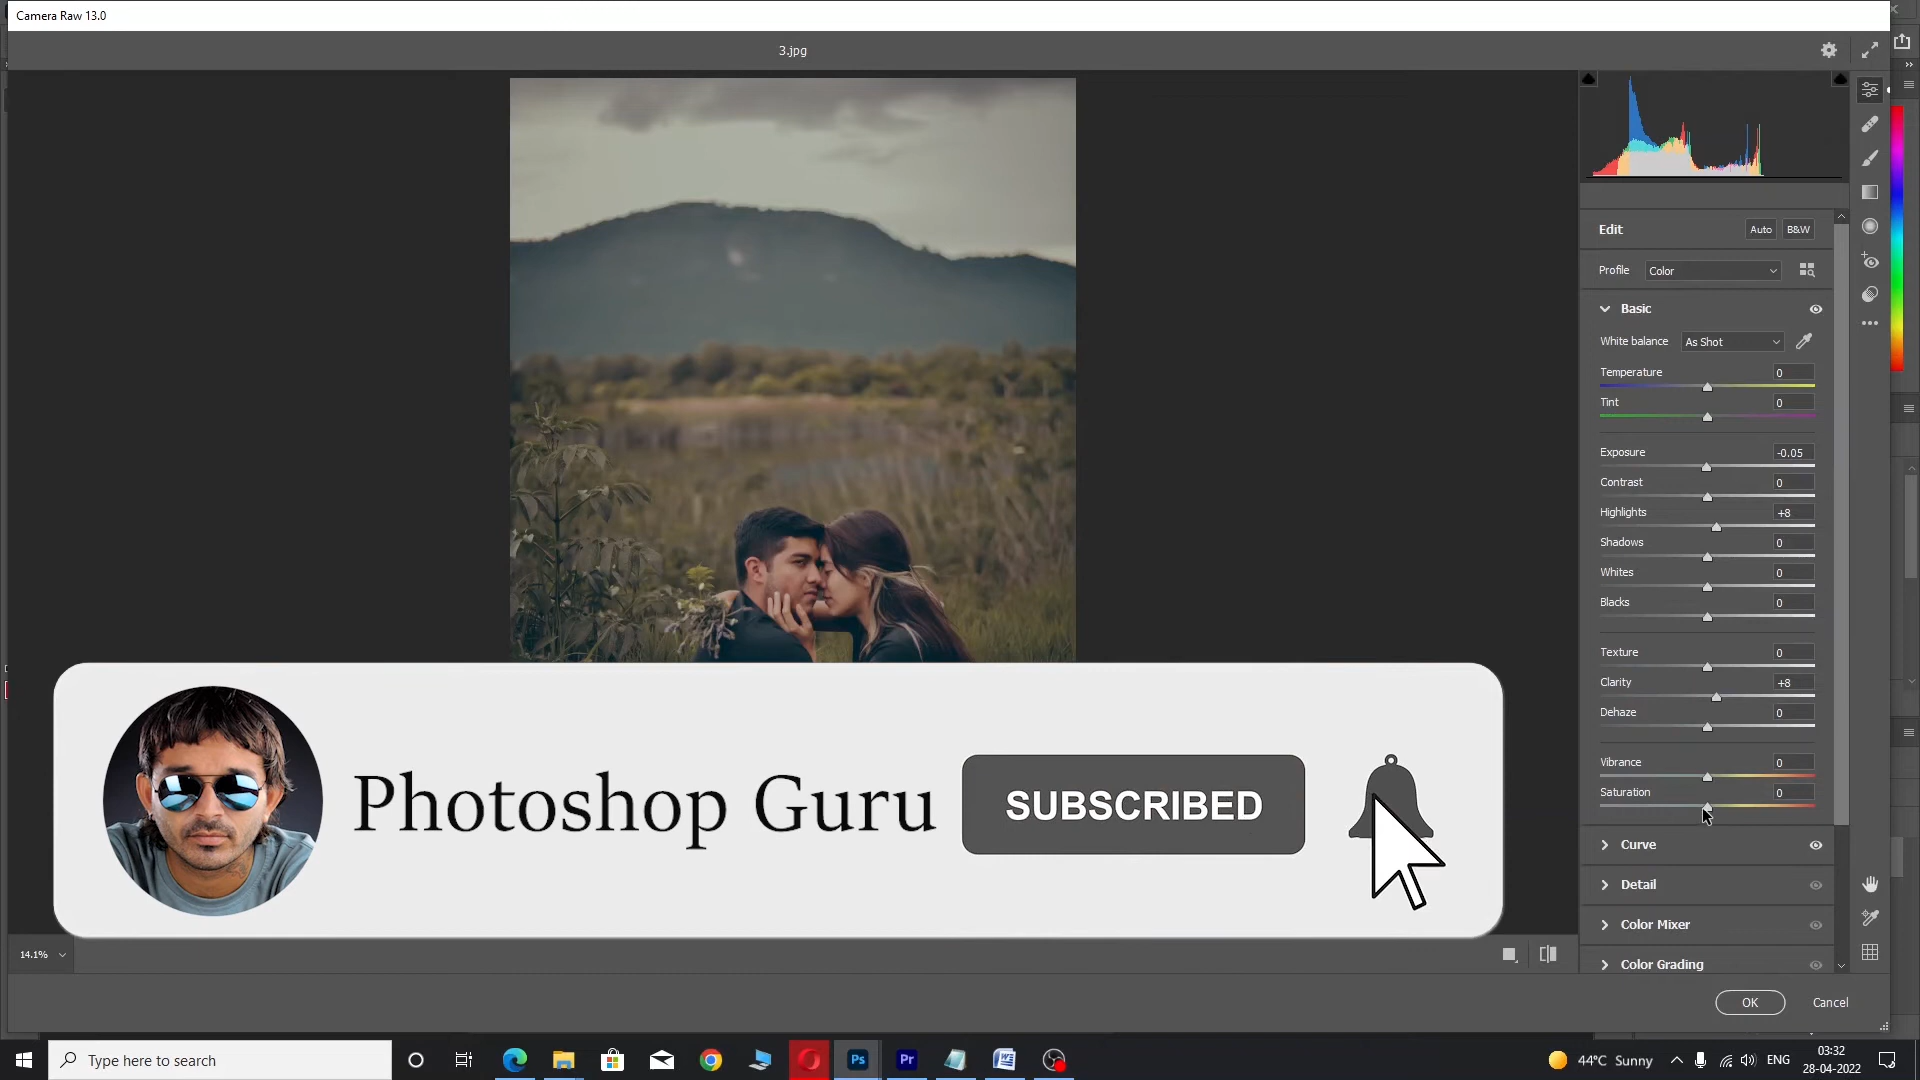 Camera Raw 13.0
3.jpg
Edit
Auto
B&W
Profile
Color
Basic
White balance
As Shot
Temperature
0
Tint
0
Exposure
-0.05
Contrast
0
Highlights
+8
Shadows
0
Whites
0
Blacks
0
Texture
0
Clarity
+8
Dehaze
0
Vibrance
0
Saturation
0
Curve
Detail
Color Mixer
Color Grading
Photoshop Guru
SUBSCRIBED
14.1%
OK
Cancel
Type here to search
Ps
Pr
44°C Sunny
ENG
03:32
28-04-2022